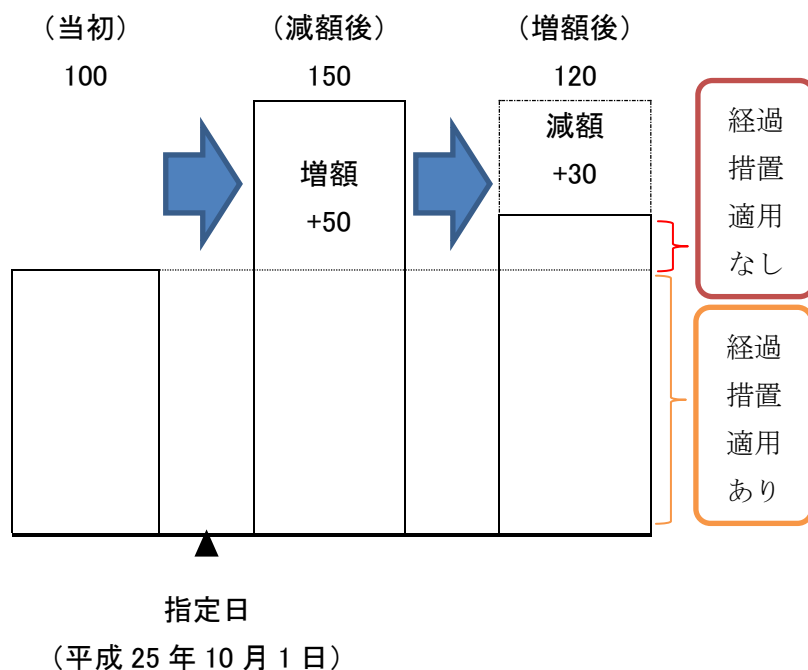 （当初）
（減額後）
（増額後）
100
150
120
増額
+50
減額
+30
経過
措置
適用
なし
経過
措置
適用
あり
指定日
（平成 25 年 10 月 1 日）